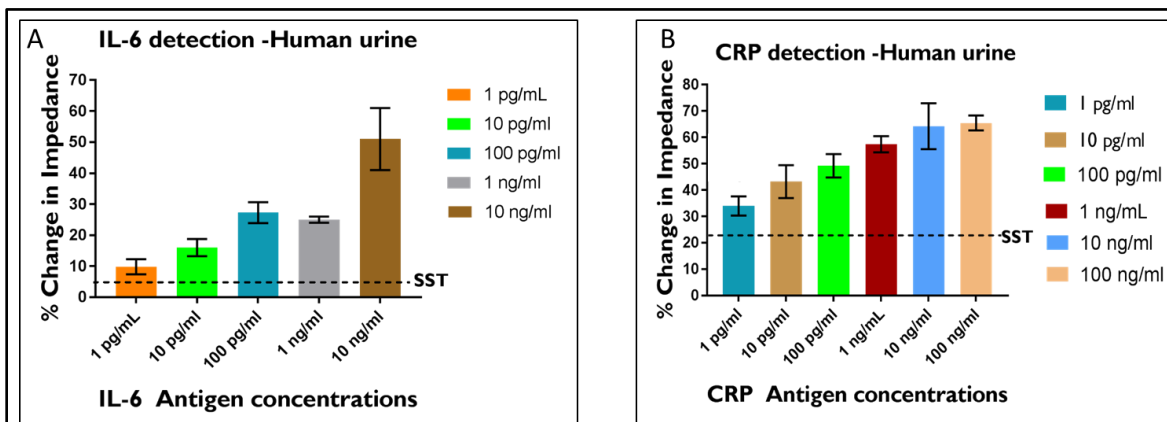 A
IL-6 detection -Human urine
% Change in Impedance
70
60
50
40
30
20
10
0
SST
1 pg/mL
10 pg/ml
100 pg/ml
1 ng/ml
10 ng/ml
1 pg/mL
10 pg/ml
100 pg/ml
1 ng/ml
10 ng/ml
IL-6 Antigen concentrations
B
CRP detection -Human urine
% Change in Impedance
80
70
60
50
40
30
20
10
0
SST
1 pg/ml
10 pg/ml
100 pg/ml
1 ng/mL
10 ng/ml
100 ng/ml
I pg/ml
I0 pg/ml
100 pg/ml
1 ng/mL
10 ng/ml
100 ng/ml
CRP Antigen concentrations